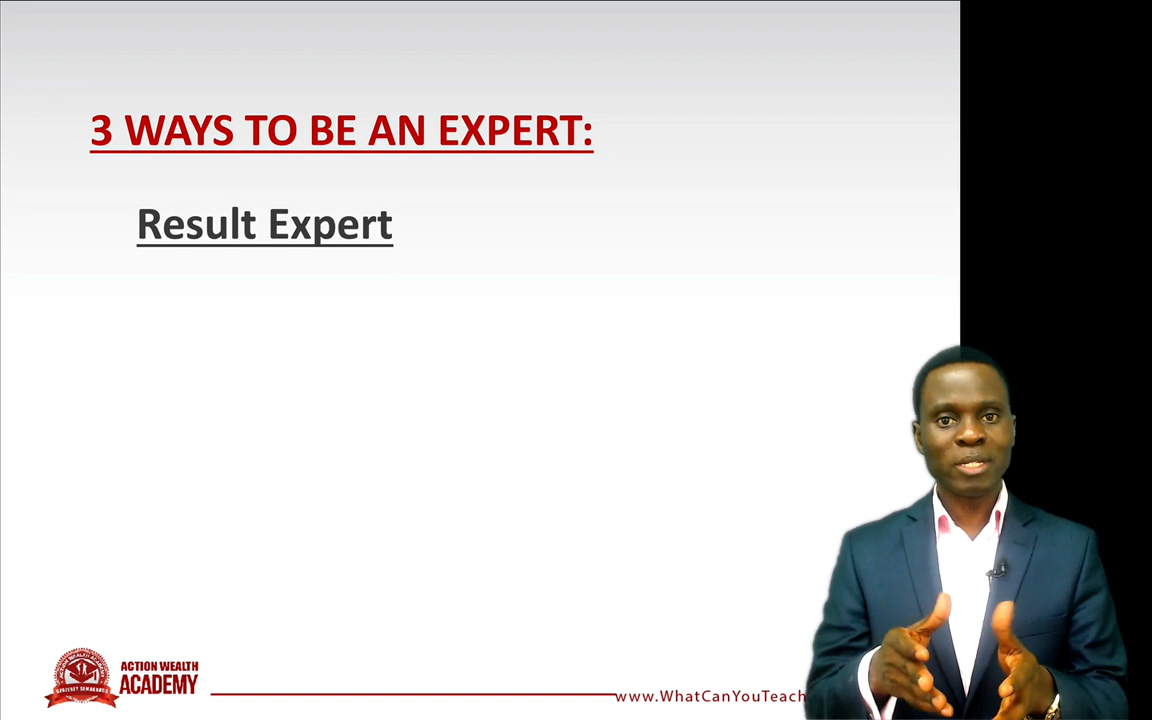 3 WAYS TO BE AN EXPERT:
Result Expert
ACTION WEALTH
ACADEMY
www.WhatCanYouTeach